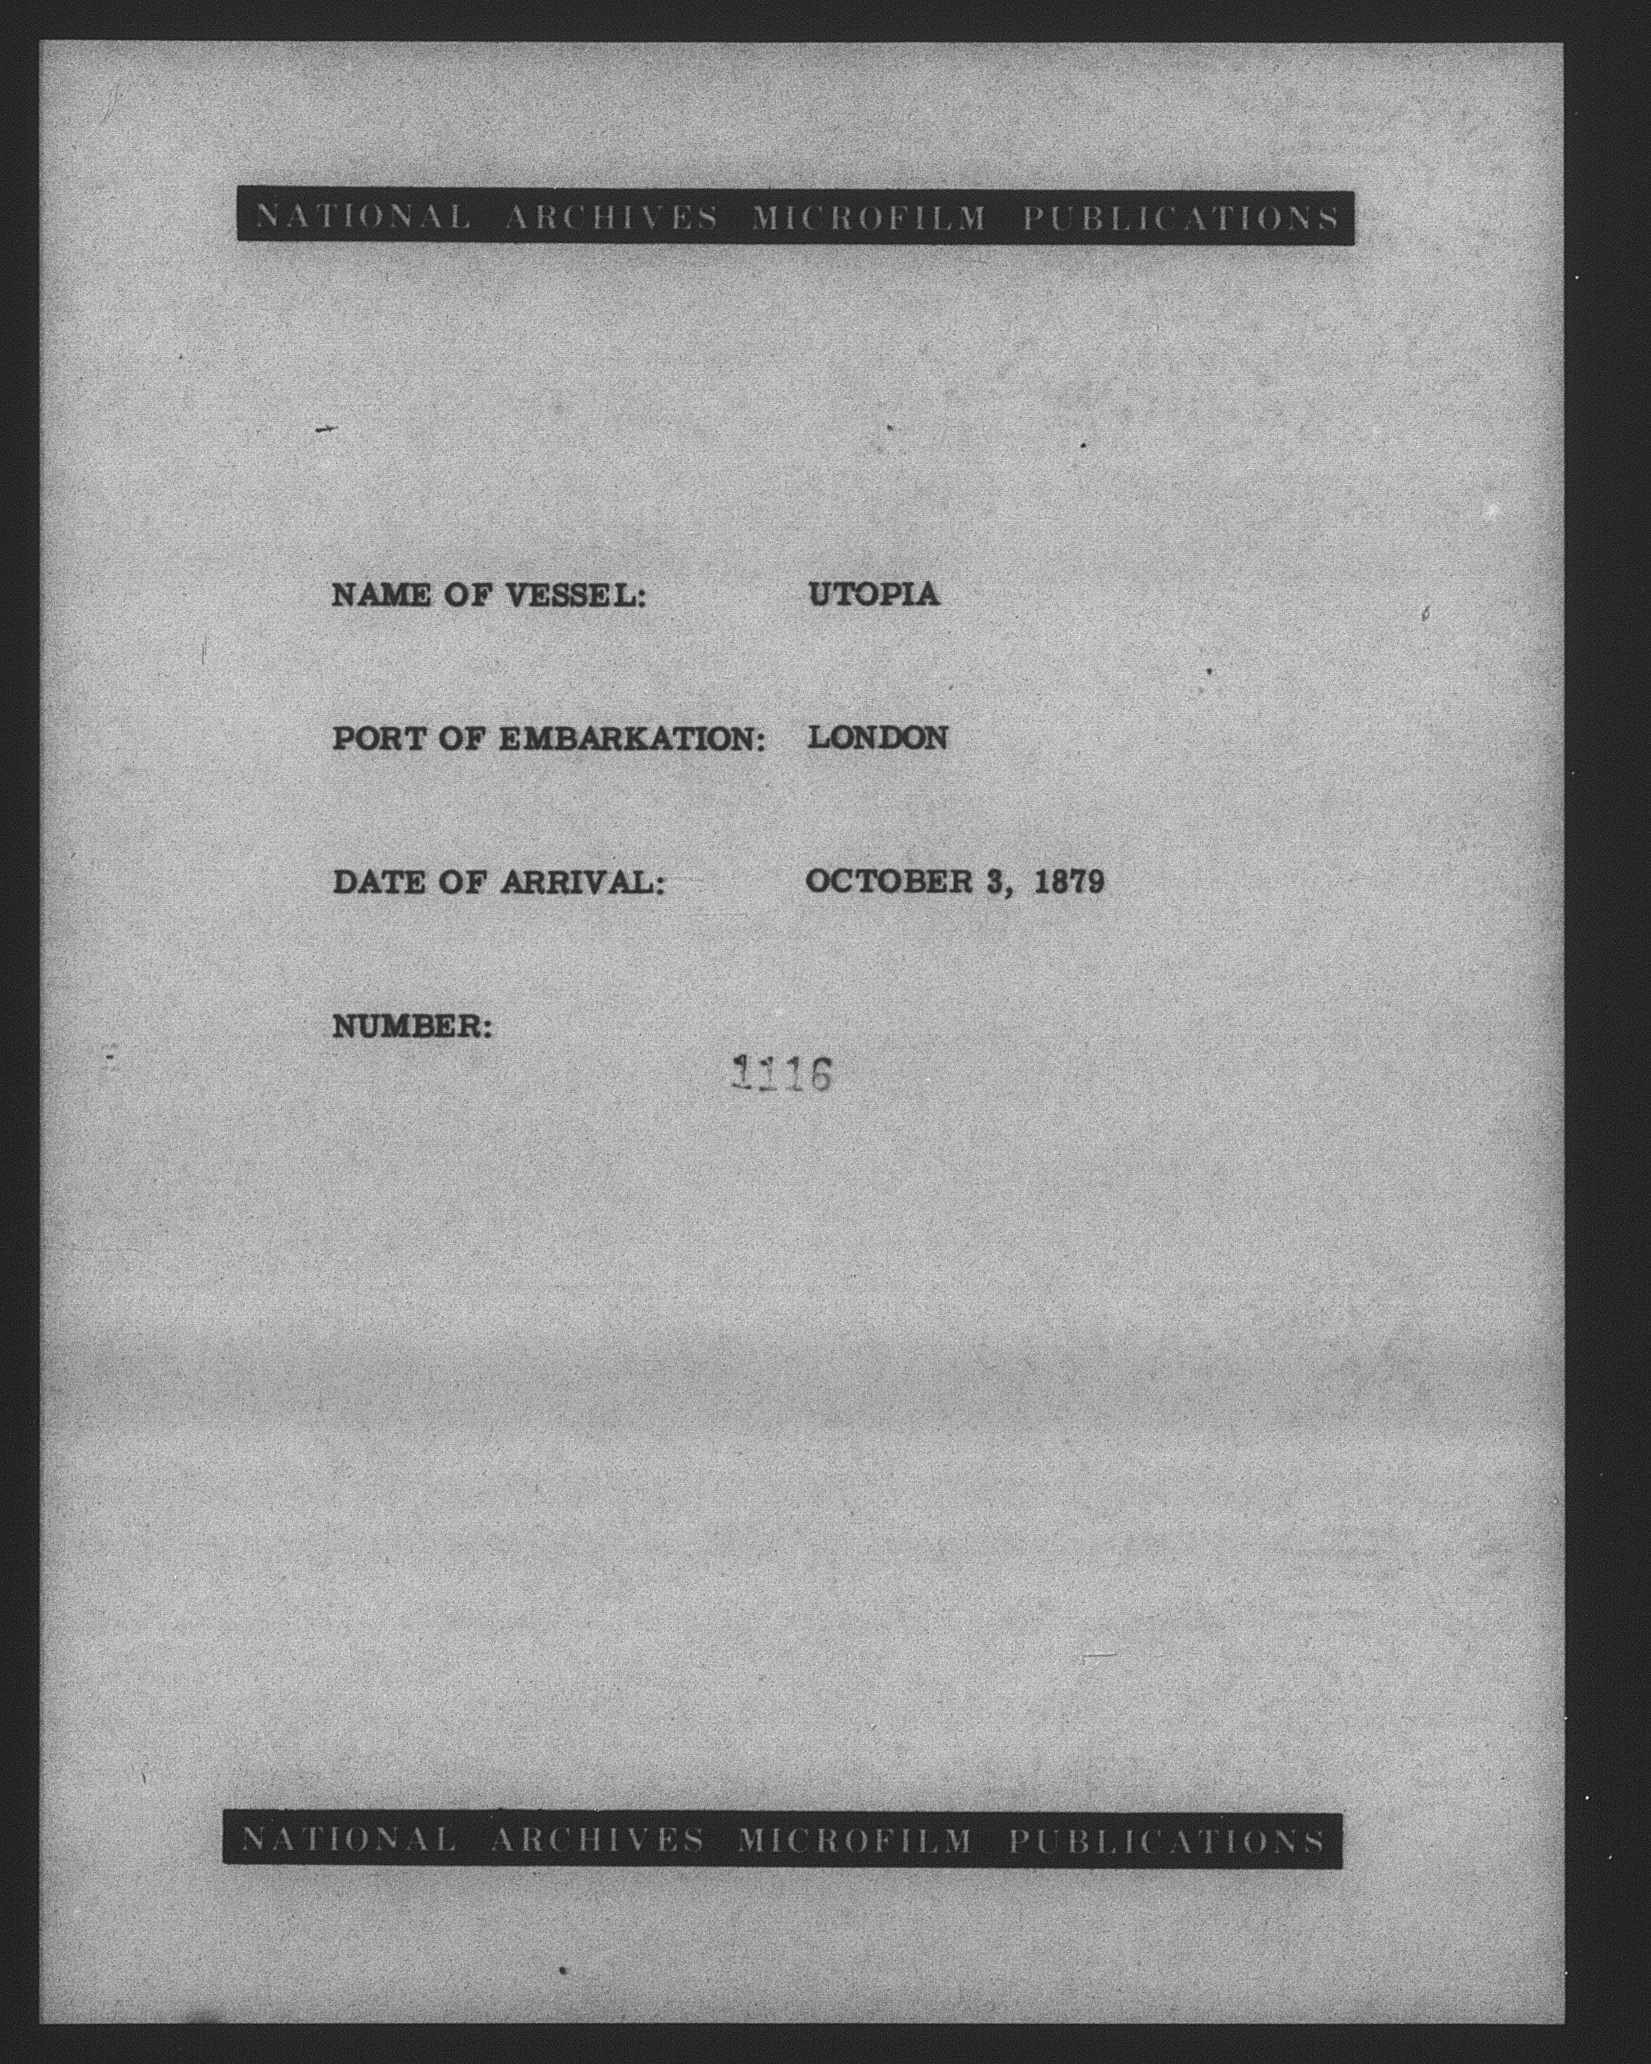 NATIONAL ARCHIVES MICROFILM PUBLICATIONS
NAME OF VESSEL: UTOPIA
PORT OF EMBARKATION: LONDON
DATE OF ARRIVAL: OCTOBER 3, 1879
NUMBER:
1116
NATIONAL ARCHIVES MICROFILM PUBLICATIONS